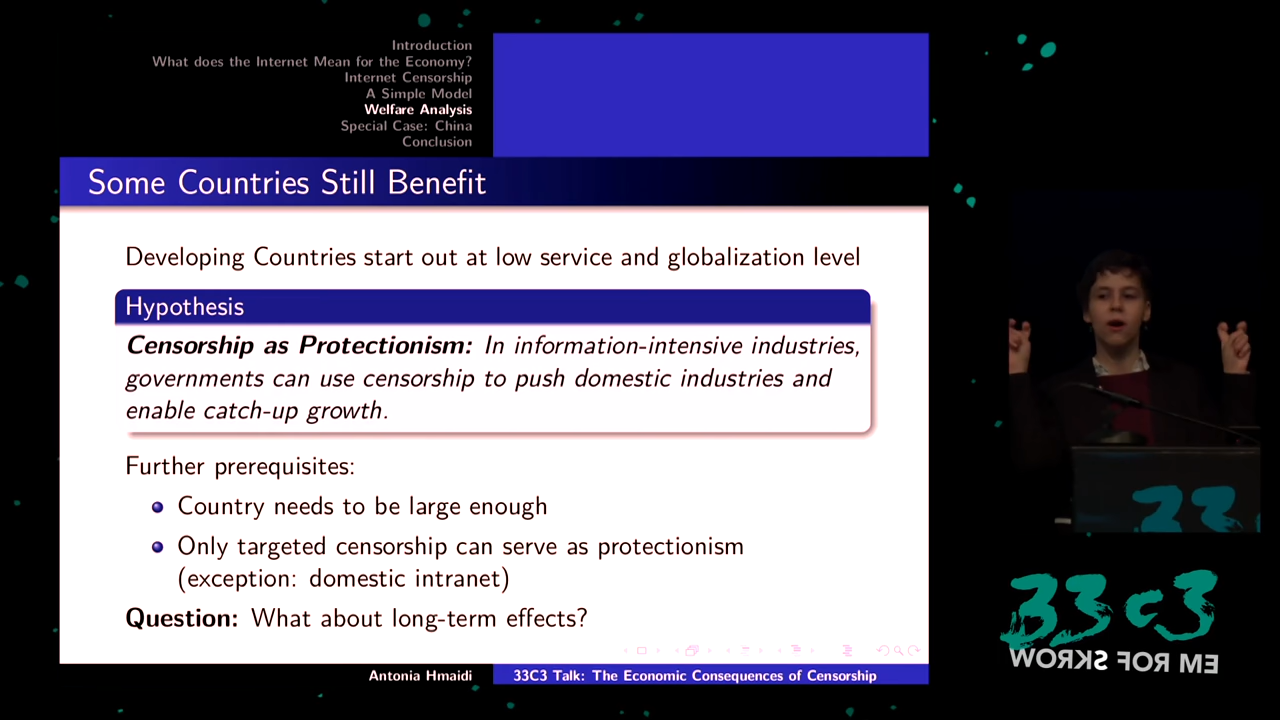 Introduction
What does the Internet Mean for the Economy?
Internet Censorship
A Simple Model
Welfare Analysis
Special Case: China
Conclusion
Some Countries Still Benefit
Developing Countries start out at low service and globalization level
Hypothesis
Censorship as Protectionism: In information-intensive industries,
governments can use censorship to push domestic industries and
enable catch-up growth.
Further prerequisites:
Country needs to be large enough
Only targeted censorship can serve as protectionism
(exception: domestic intranet)
Question: What about long-term effects?
Antonia Hmaidi
33C3 Talk: The Economic Consequences of Censorship
33
33C3
WORKS FOR ME